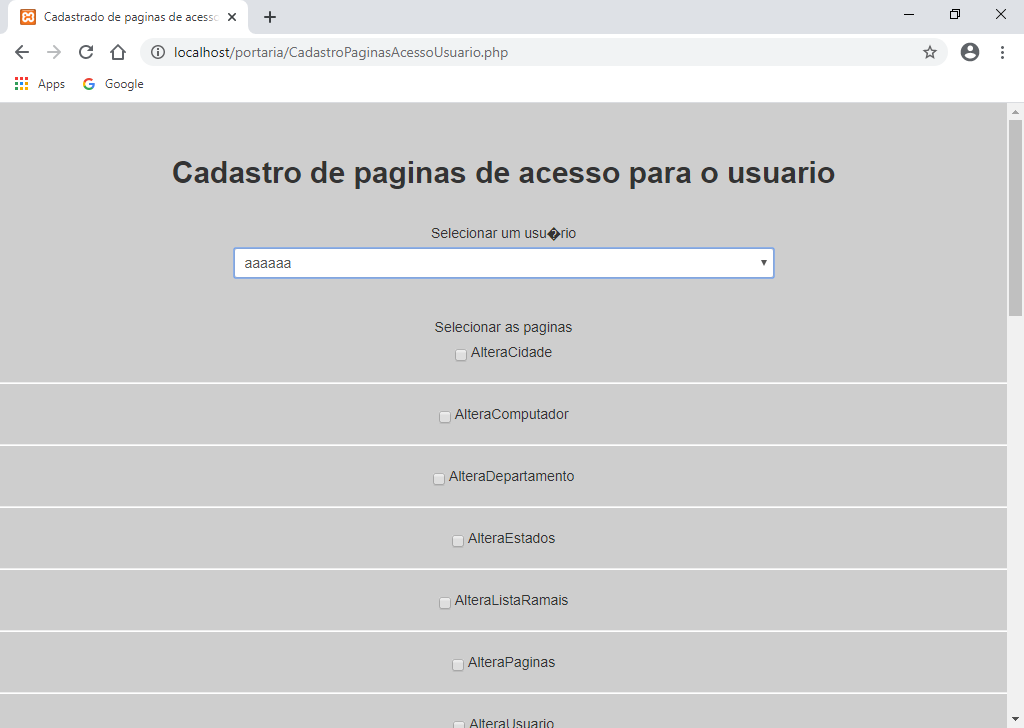 Cadastrado de paginas de acess
localhost/portaria/CadastroPaginasAcessoUsuario.php
Apps Google
Cadastro de paginas de acesso para o usuario
Selecionar um usu�rio
aaaaaa
Selecionar as paginas
AlteraCidade
AlteraComputador
AlteraDepartamento
AlteraEstados
AlteraListaRamais
AlteraPaginas
AlteraUsuario